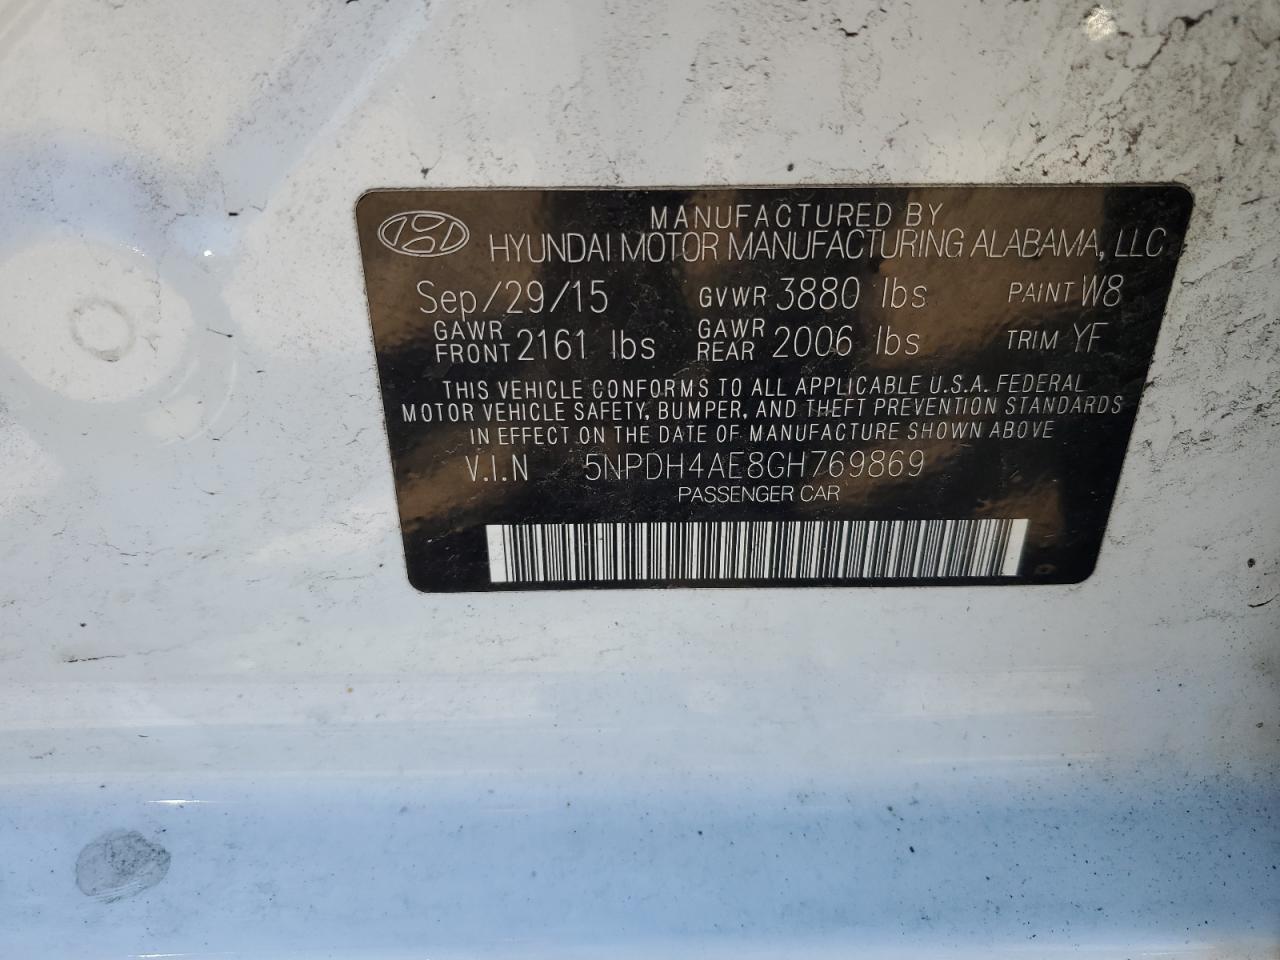 MANUFACTURED BY
HYUNDAI MOTOR MANUFACTURING ALABAMA, LLC
Sep/29/15 GVWR 3880 lbs PAINT W8
GAWR FRONT 2161 lbs GAWR REAR 2006 lbs TRIM YF
THIS VEHICLE CONFORMS TO ALL APPLICABLE U.S.A. FEDERAL
MOTOR VEHICLE SAFETY, BUMPER, AND THEFT PREVENTION STANDARDS
IN EFFECT ON THE DATE OF MANUFACTURE SHOWN ABOVE
V.I.N 5NPDH4AE8GH769869
PASSENGER CAR